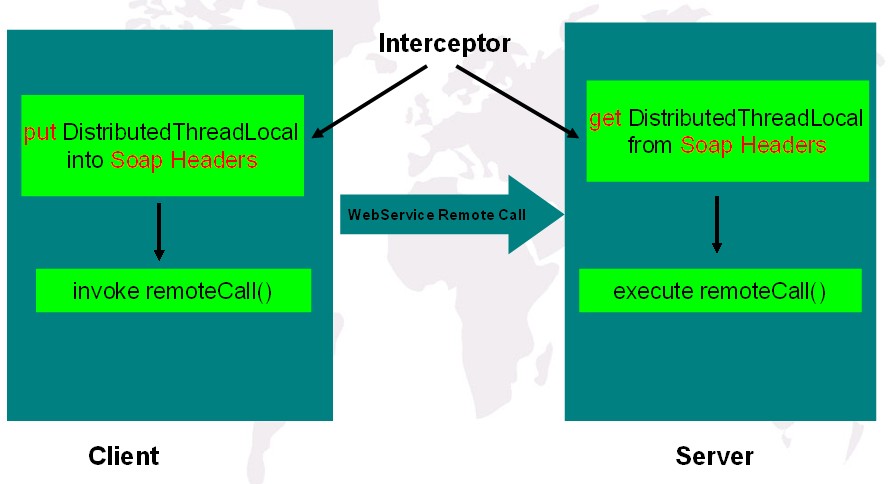 Interceptor
put DistributedThreadLocal
into Soap Headers
invoke remoteCall()
WebService Remote Call
get DistributedThreadLocal
from Soap Headers
execute remoteCall()
Client
Server